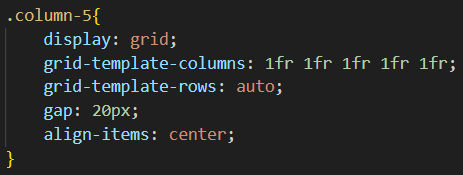 .column-5{
    display: grid;
    grid-template-columns: 1fr 1fr 1fr 1fr 1fr;
    grid-template-rows: auto;
    gap: 20px;
    align-items: center;
}